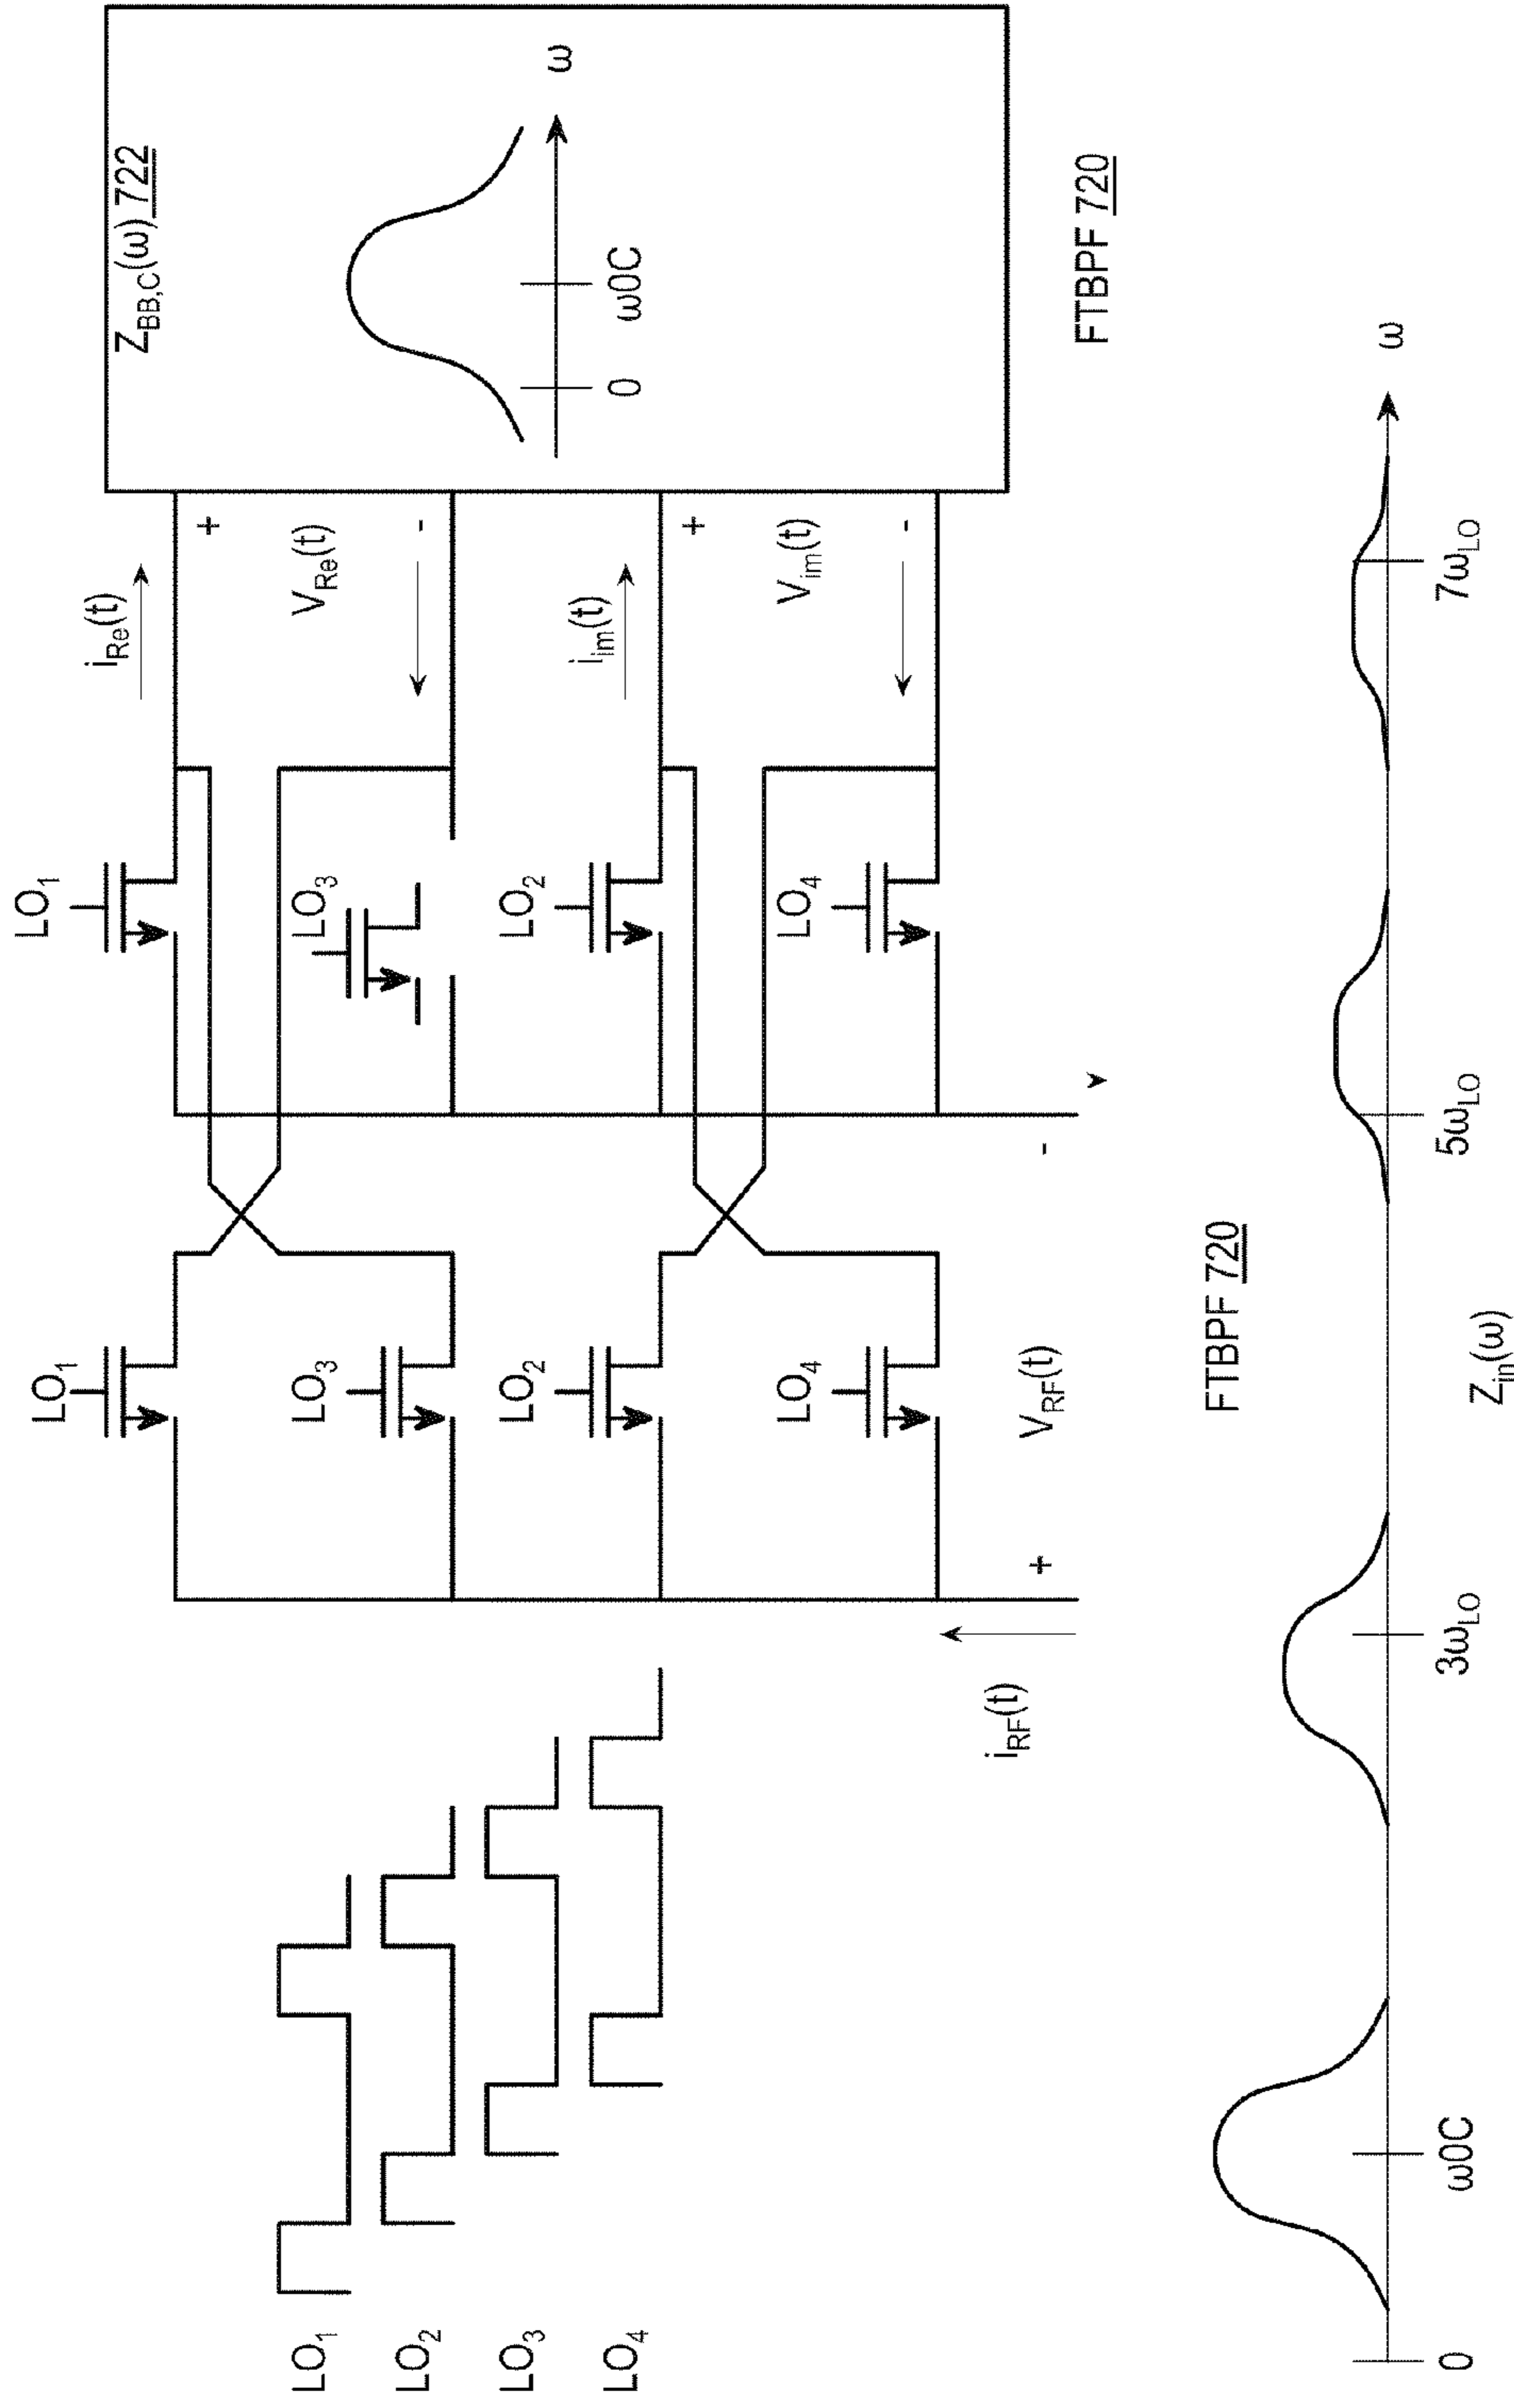 LO1
LO2
LO3
LO4
LO1
LO3
LO2
LO4
iRF(t)
+
VRF(t)
-
LO1
LO3
LO2
LO4
iRe(t)
+
VRe(t)
-
iim(t)
+
Vim(t)
-
ZBB,C(ω) 722
0
ω0C
ω
FTBPF 720
FTBPF 720
0
ω0C
3ωLO
5ωLO
7ωLO
ω
Zin(ω)